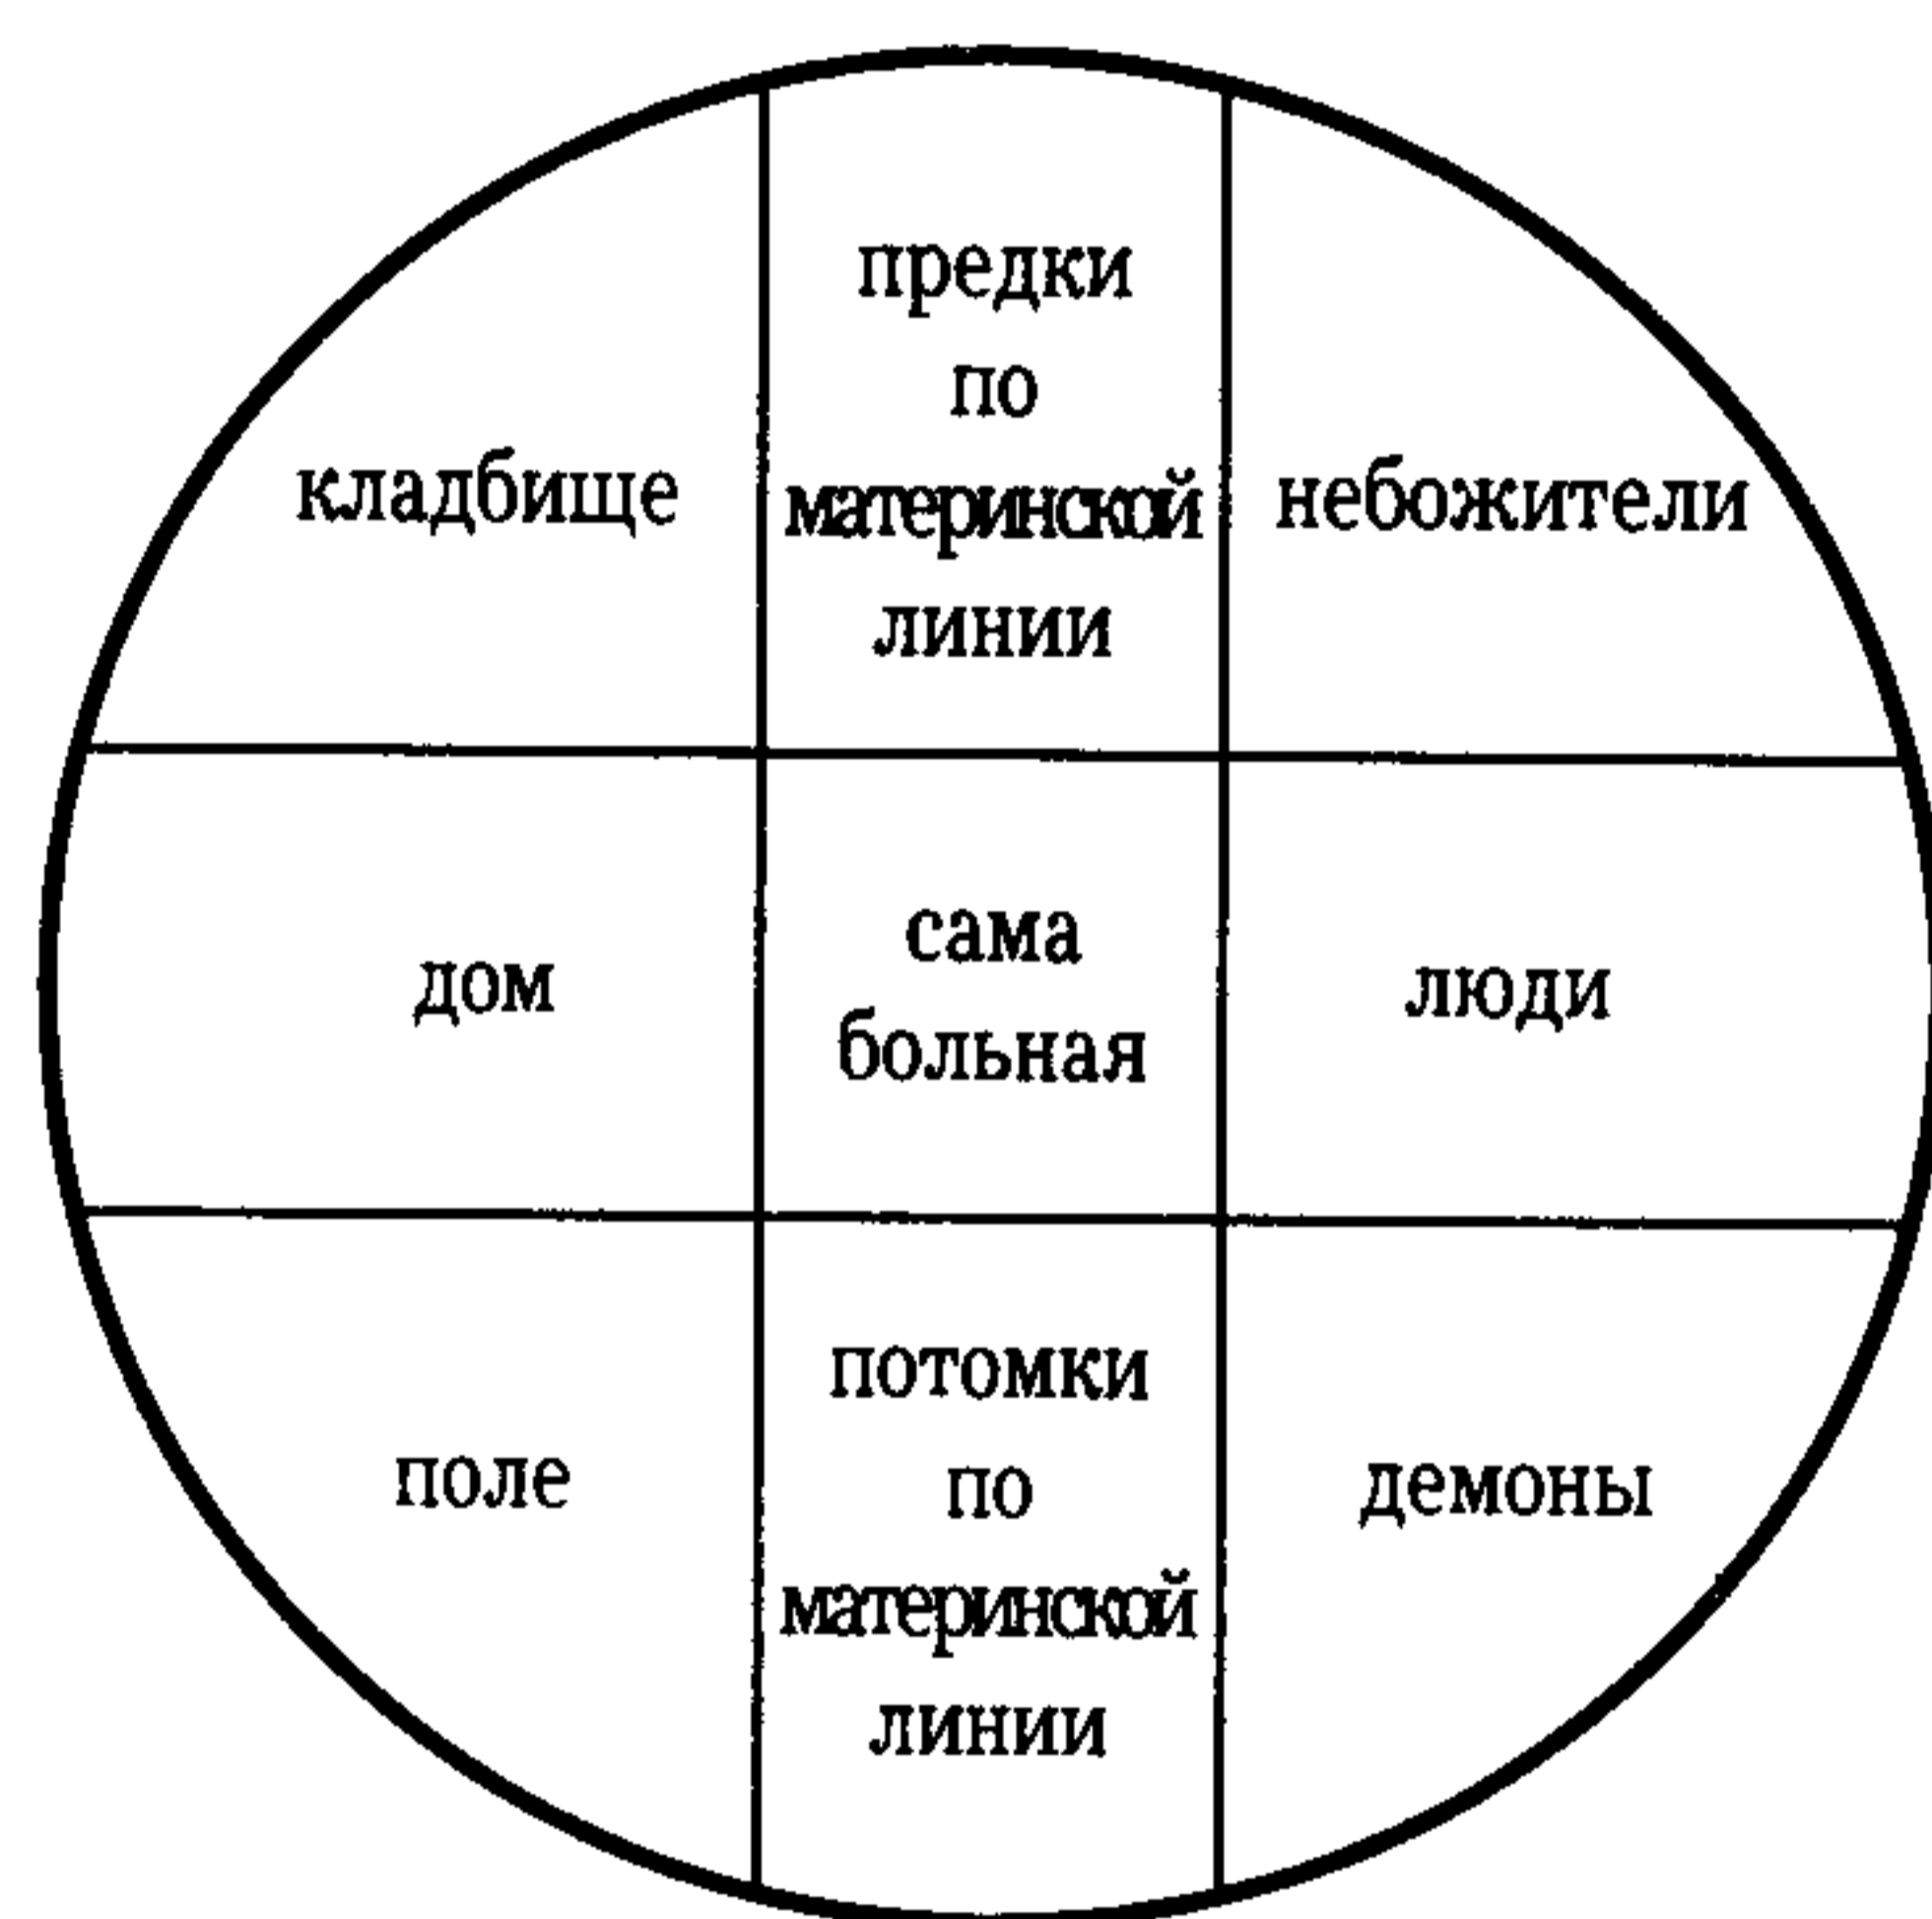 кладбище
предки
по
материнской
линии
небожители
дом
сама
больная
люди
поле
потомки
по
материнской
линии
демоны